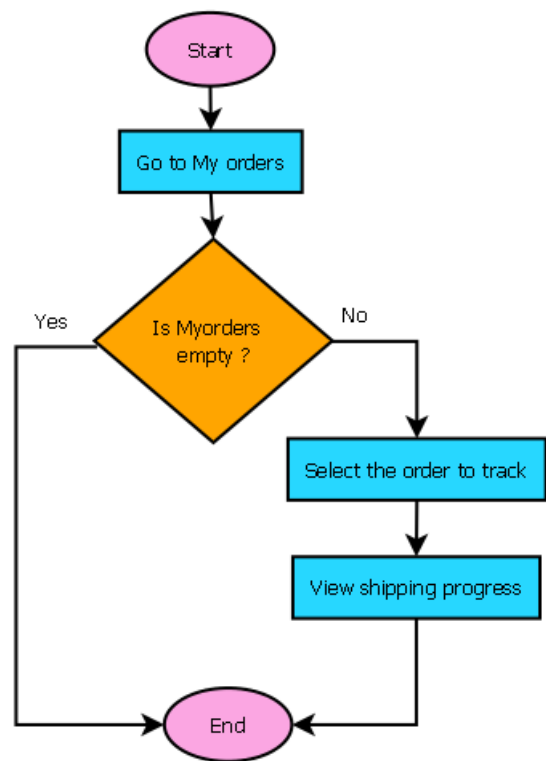 Start
Go to My orders
Yes
No
Is Myorders
empty ?
Select the order to track
View shipping progress
End